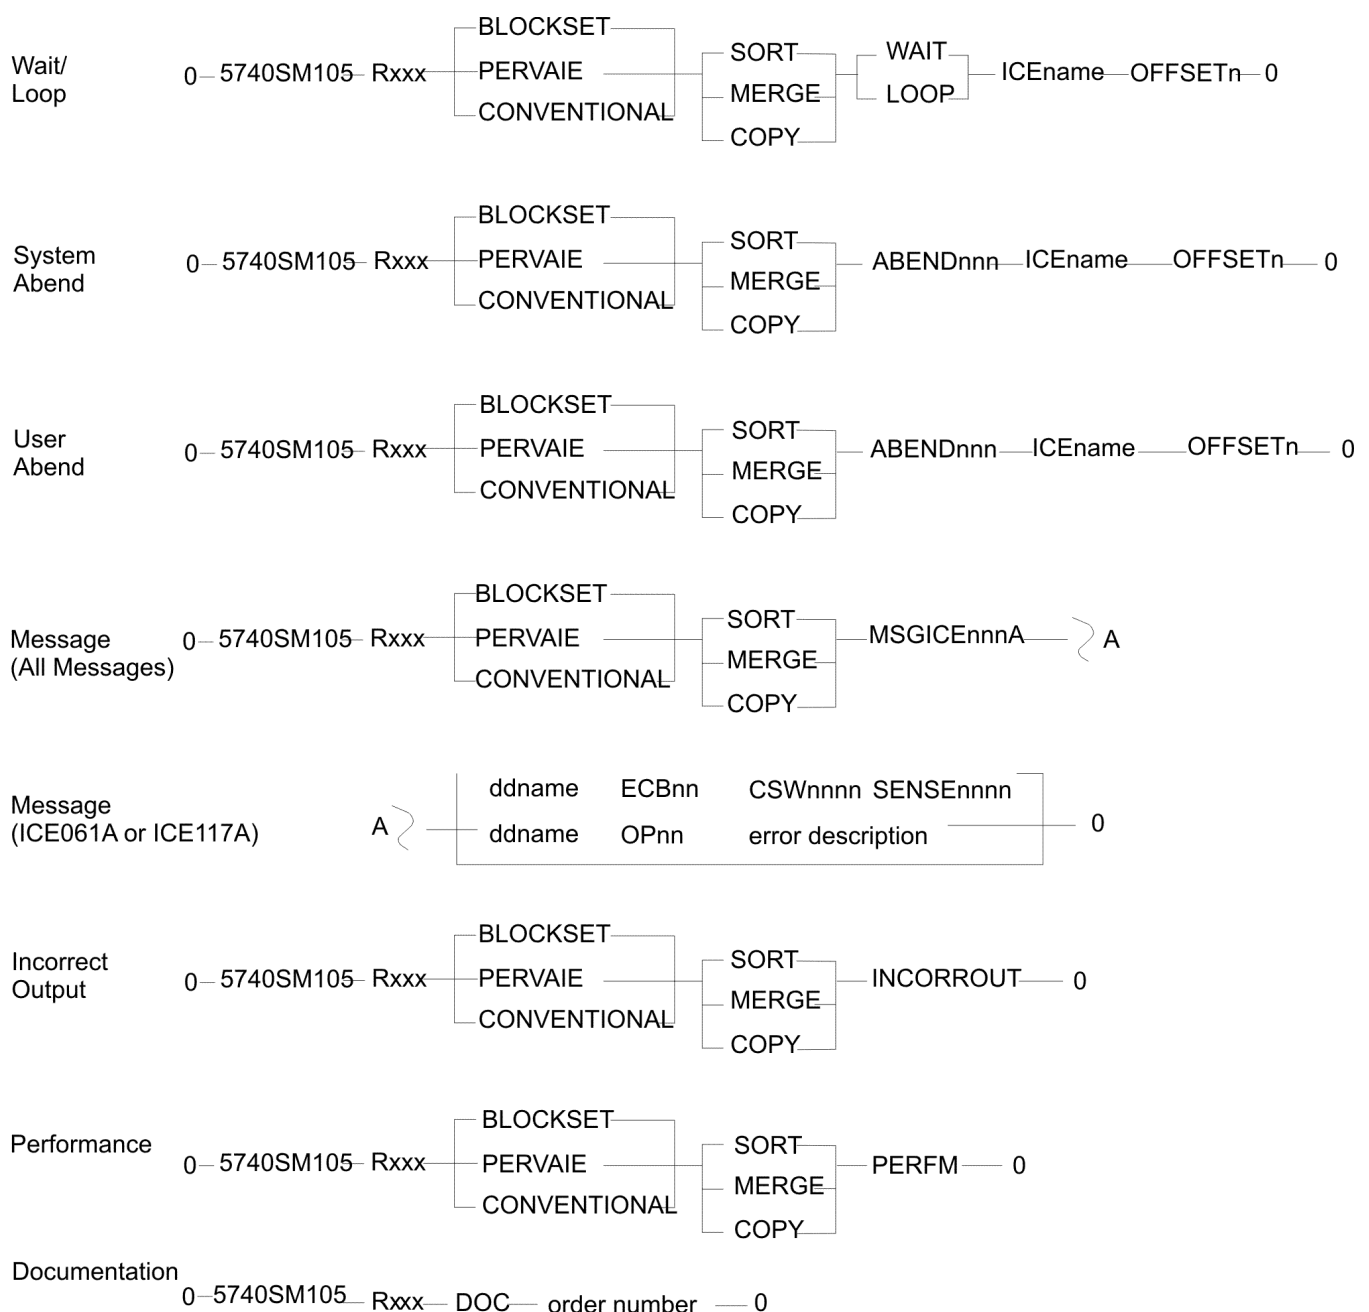 BLOCKSET
Wait/
Loop
0 5740SM105 Rxxx PERVAIE
CONVENTIONAL
SORT
MERGE
COPY
WAIT
LOOP
ICEname OFFSETn 0
BLOCKSET
System
Abend
0 5740SM105 Rxxx PERVAIE
CONVENTIONAL
SORT
MERGE
COPY
ABENDnnn ICEname OFFSETn 0
BLOCKSET
User
Abend
0 5740SM105 Rxxx PERVAIE
CONVENTIONAL
SORT
MERGE
COPY
ABENDnnn ICEname OFFSETn 0
BLOCKSET
Message
(All Messages)
0 5740SM105 Rxxx PERVAIE
CONVENTIONAL
SORT
MERGE
COPY
MSGICEnnnA A
Message
(ICE061A or ICE117A)
A
ddname ECBnn CSWnnnn SENSEnnnn
ddname OPnn error description
0
BLOCKSET
Incorrect
Output
0 5740SM105 Rxxx PERVAIE
CONVENTIONAL
SORT
MERGE
COPY
INCORROUT 0
BLOCKSET
Performance
0 5740SM105 Rxxx PERVAIE
CONVENTIONAL
SORT
MERGE
COPY
PERFM 0
Documentation
0 5740SM105 Rxxx DOC order number 0